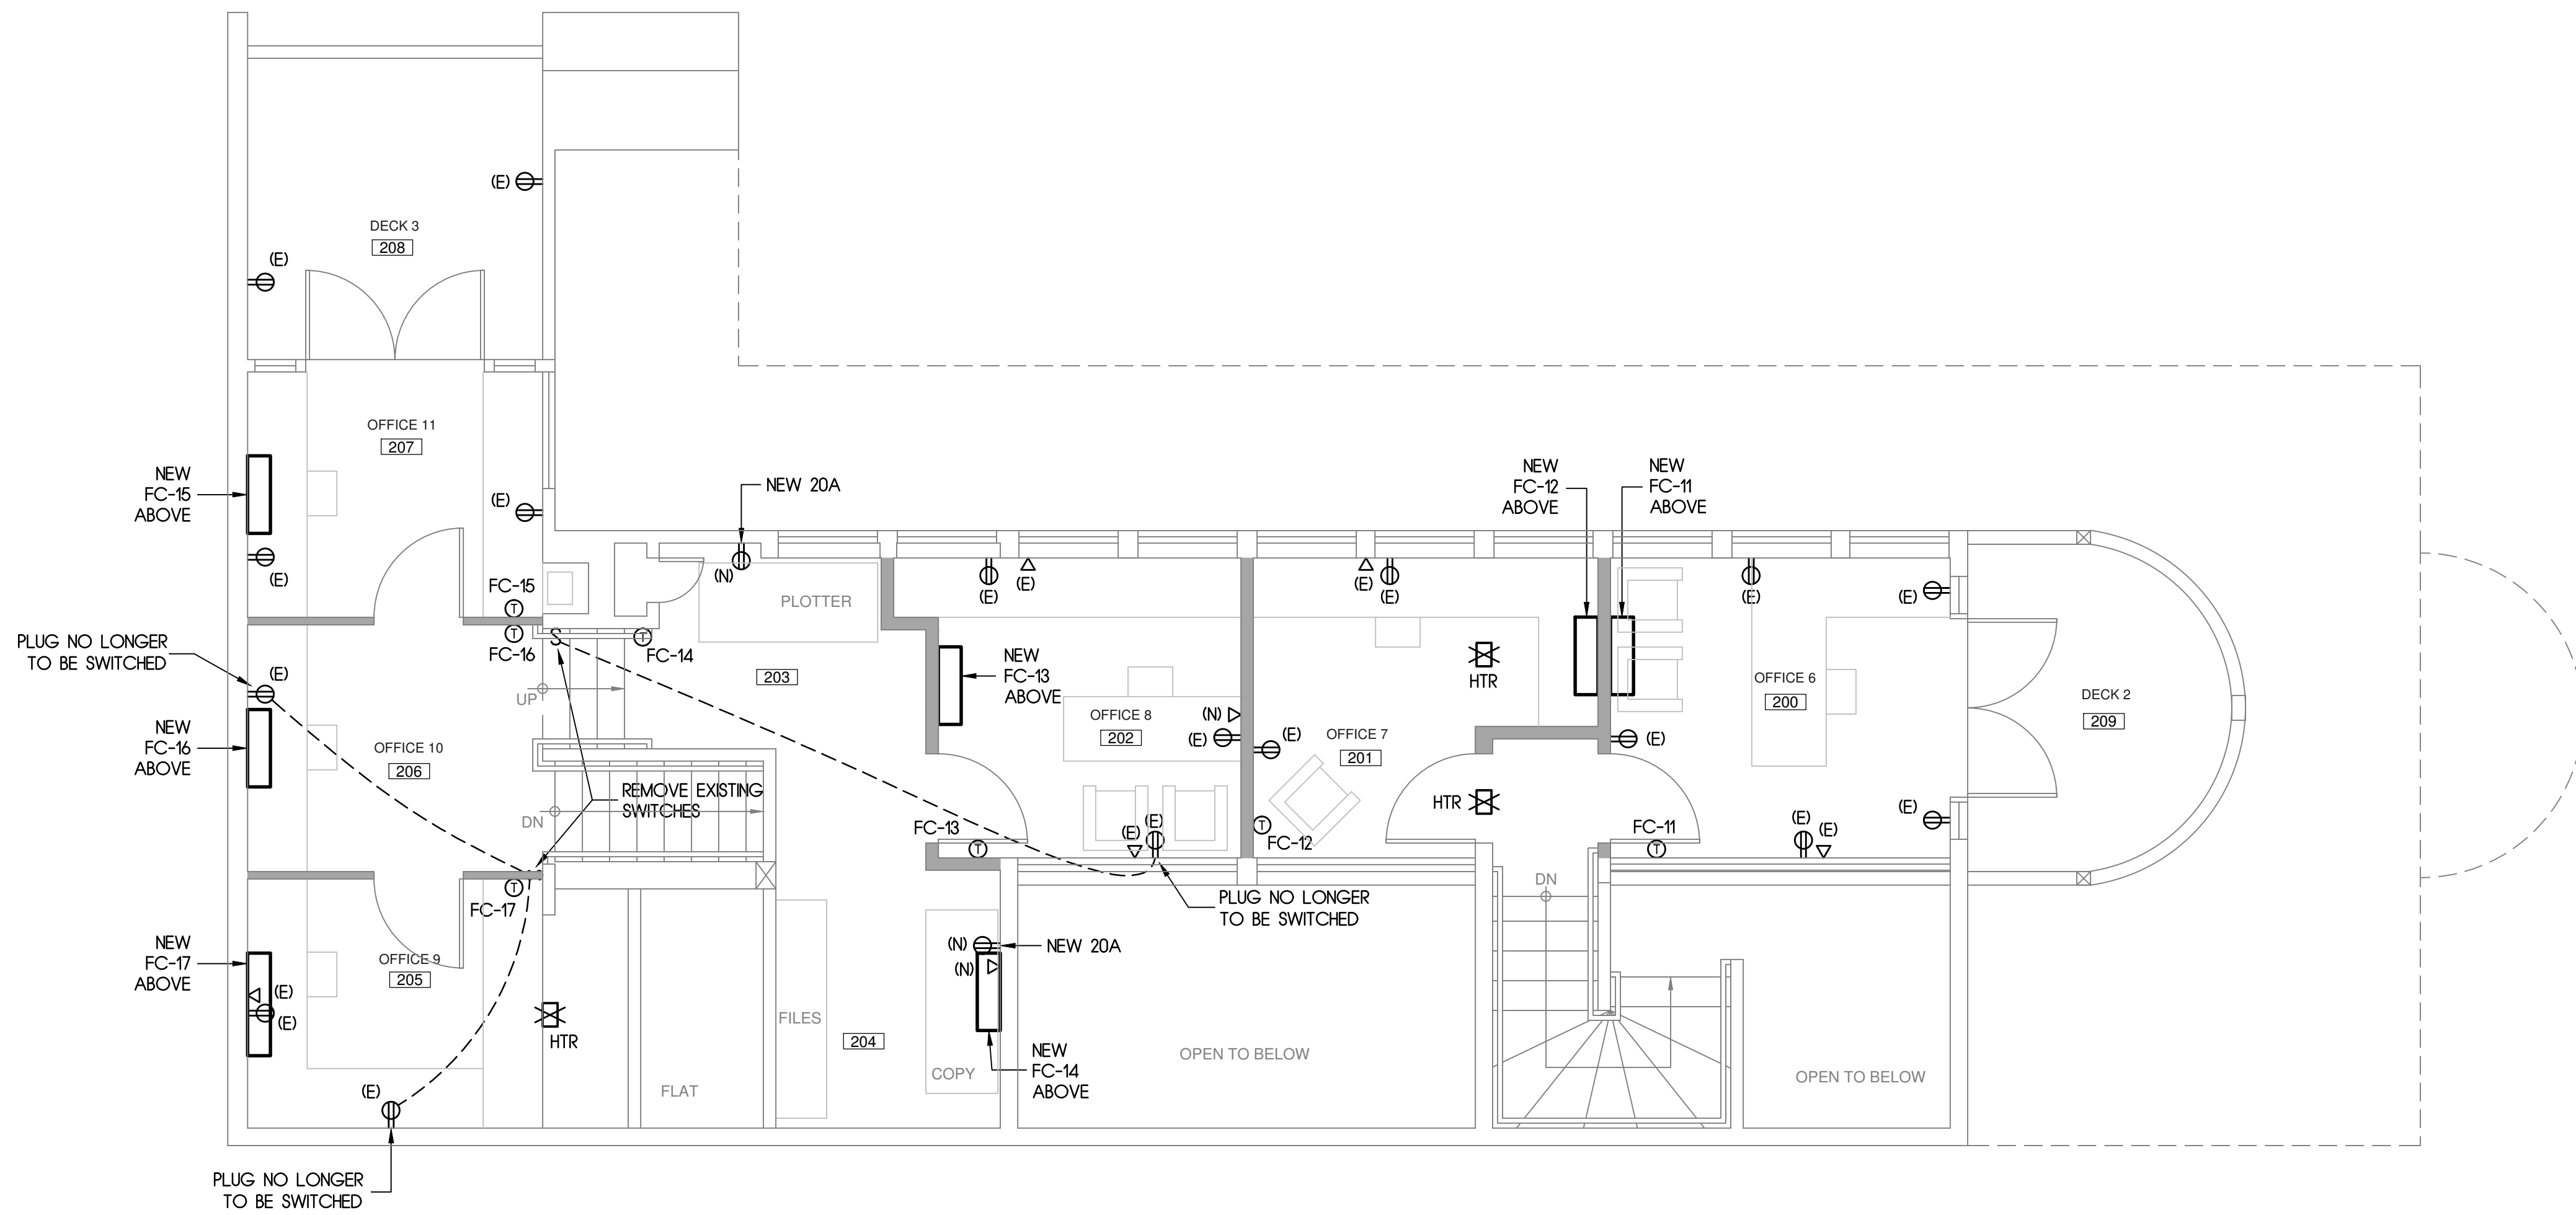 (E)
DECK 3
208
(E)
OFFICE 11
207
NEW
FC-15
ABOVE
(E)
(E)
FC-15
T
T
FC-16
S
T
FC-14
NEW 20A
(N)
PLOTTER
203
PLUG NO LONGER
TO BE SWITCHED
(E)
NEW
FC-16
ABOVE
OFFICE 10
206
UP
DN
REMOVE EXISTING
SWITCHES
T
FC-17
NEW
FC-17
ABOVE
OFFICE 9
205
(E)
(E)
HTR
(E)
PLUG NO LONGER
TO BE SWITCHED
FLAT
FILES
204
COPY
(N)
NEW 20A
(N)
NEW
FC-14
ABOVE
(E)
(E)
NEW
FC-13
ABOVE
OFFICE 8
202
(N)
(E)
FC-13
T
(E)
(E)
PLUG NO LONGER
TO BE SWITCHED
OPEN TO BELOW
(E)
(E)
NEW
FC-12
ABOVE
HTR
OFFICE 7
201
(E)
T
FC-12
HTR
DN
NEW
FC-11
ABOVE
(E)
(E)
OFFICE 6
200
(E)
FC-11
T
(E)
(E)
(E)
DECK 2
209
OPEN TO BELOW